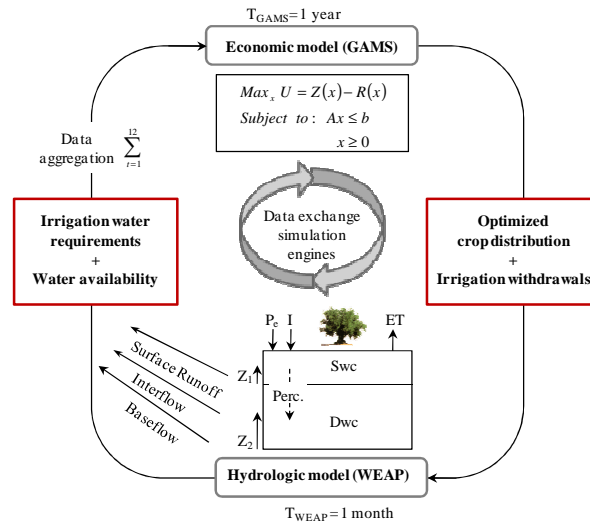 T_GAMS = 1 year
Economic model (GAMS)
Max_x U = Z(x) − R(x)
Subject to : Ax ≤ b
x ≥ 0
Data
aggregation ∑_{t=1}^{12}
Irrigation water
requirements
+
Water availability
Data exchange
simulation
engines
Optimized
crop distribution
+
Irrigation withdrawals
P_e I ET
Surface Runoff
Interflow
Baseflow
Z_1
Swc
Perc.
Z_2
Dwc
Hydrologic model (WEAP)
T_WEAP = 1 month